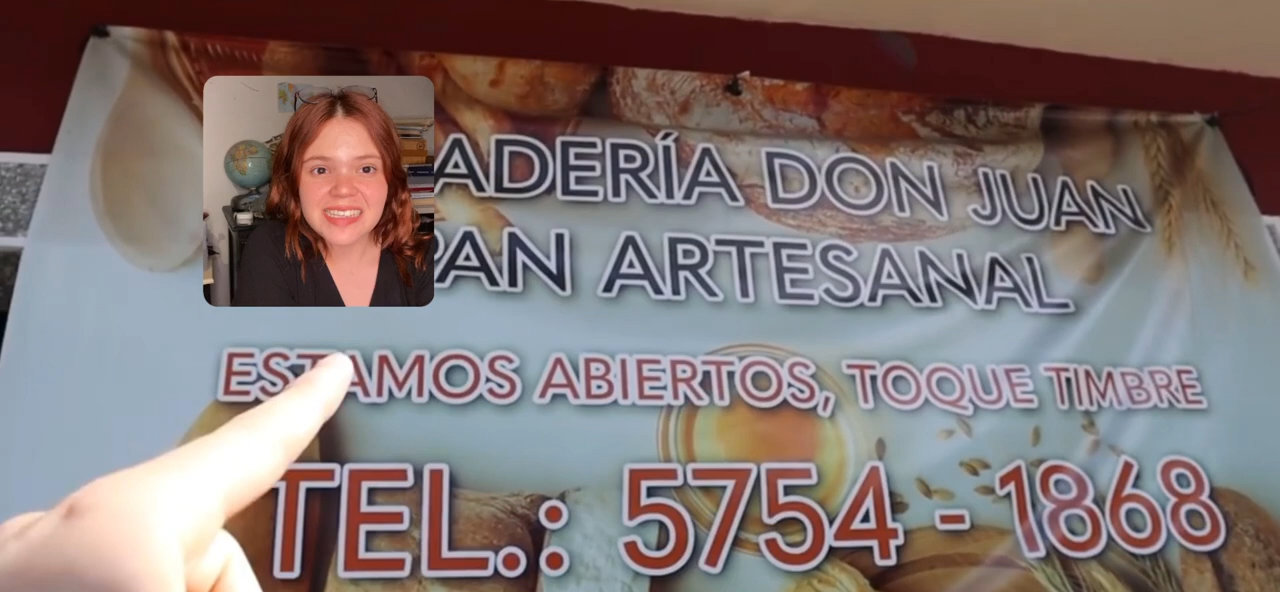 ADERÍA DON JUAN
PAN ARTESANAL
ESTAMOS ABIERTOS, TOQUE TIMBRE
TEL.: 5754 - 1868